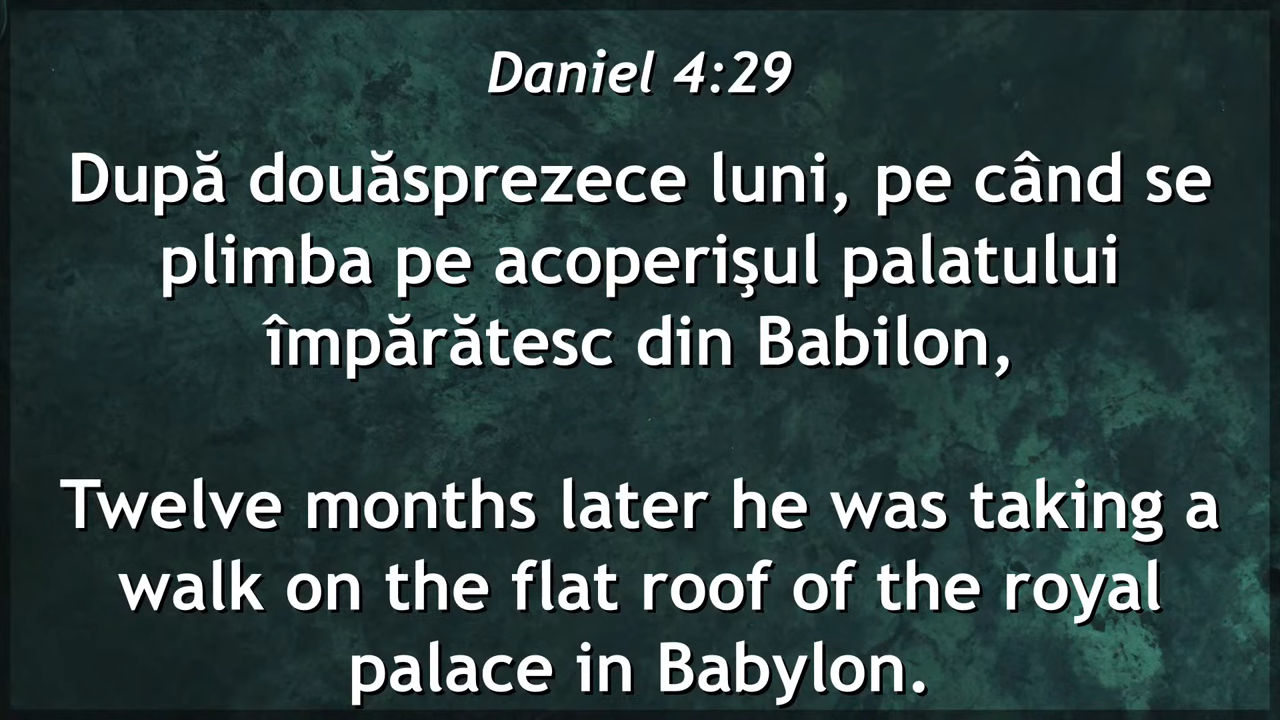 Daniel 4:29
După douăsprezece luni, pe când se
plimba pe acoperişul palatului
împărătesc din Babilon,
Twelve months later he was taking a
walk on the flat roof of the royal
palace in Babylon.